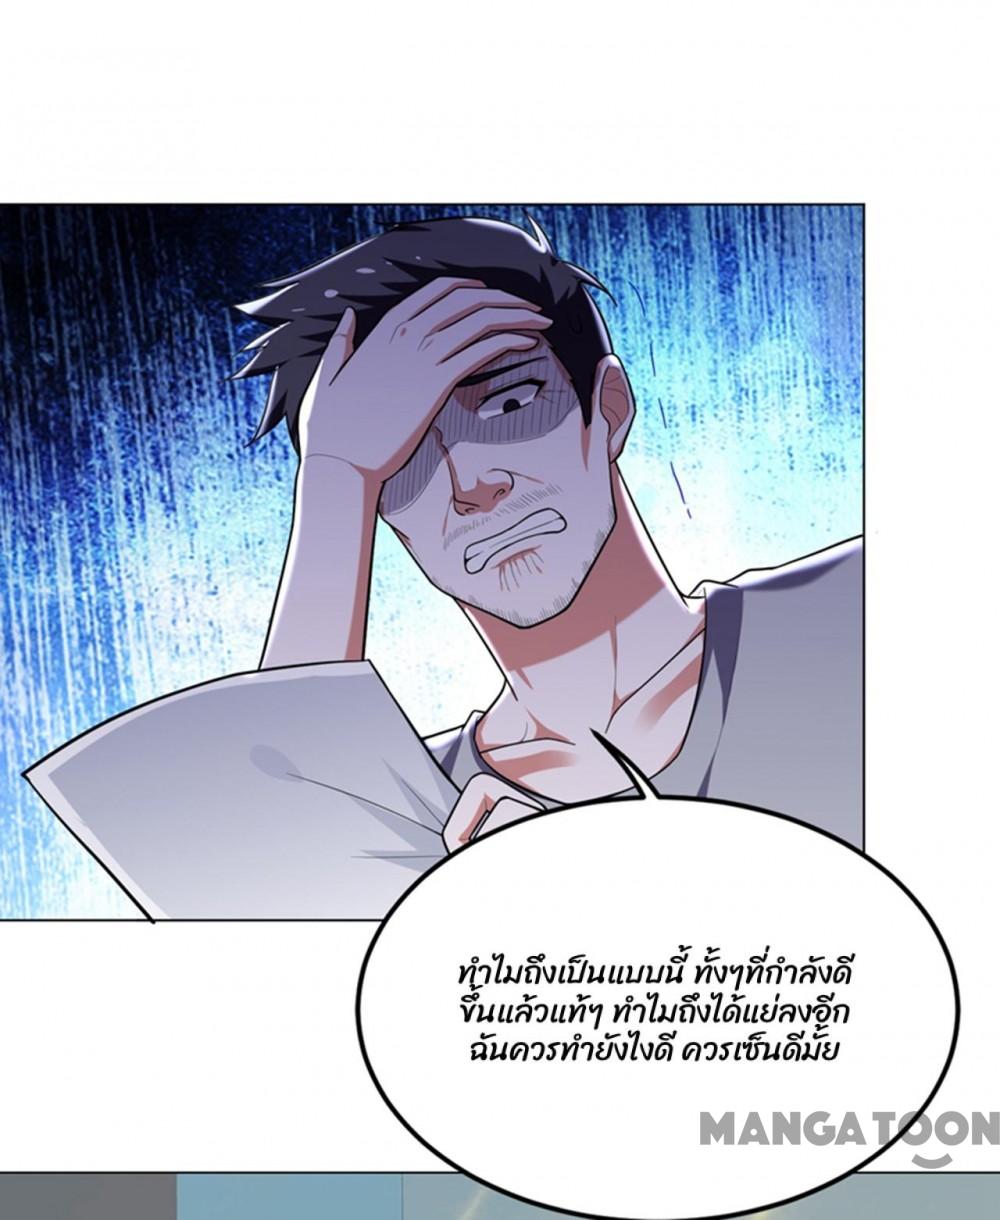 ทำไมถึงเป็นแบบนี้ ทั้งๆที่กำลังดี
ขึ้นแล้วแท้ๆ ทำไมถึงได้แย่ลงอีก
ฉันควรทำยังไงดี ควรเซ็นดีมั้ย
MANGATOON